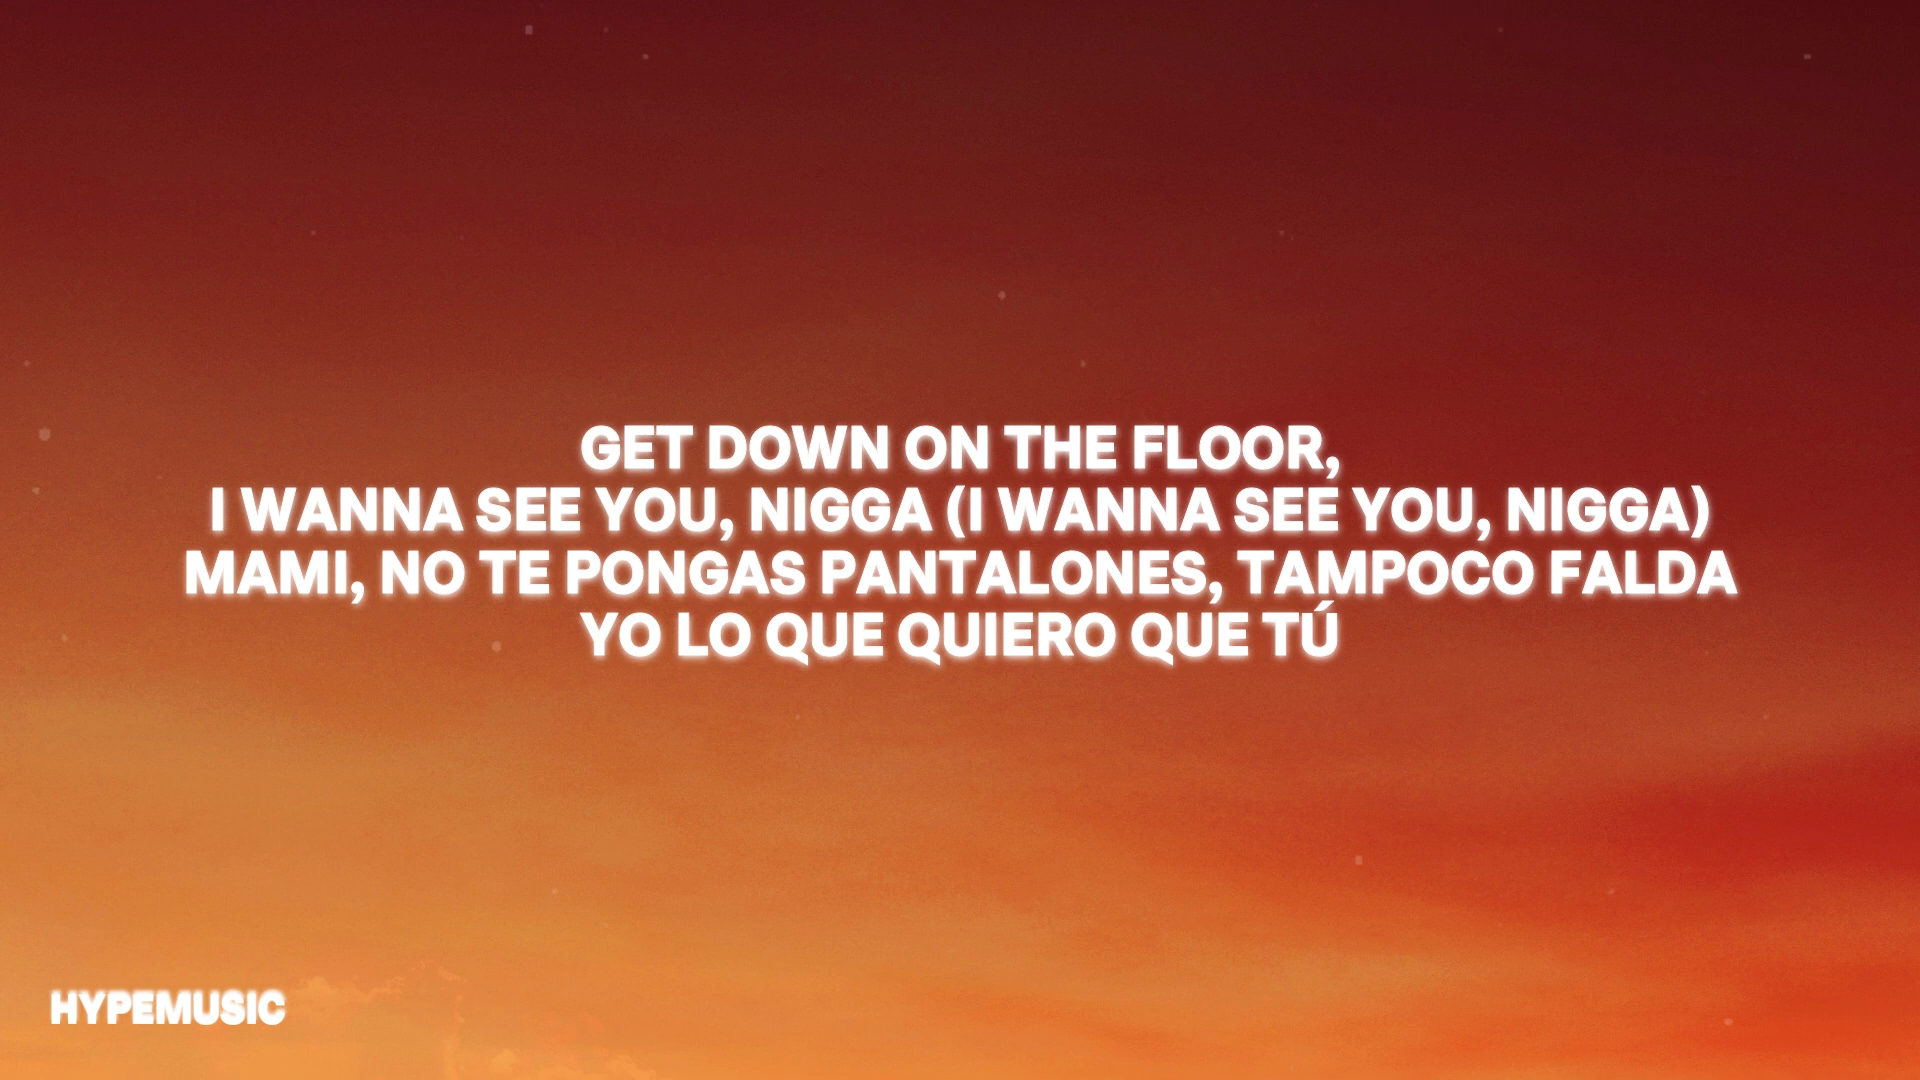 GET DOWN ON THE FLOOR,
I WANNA SEE YOU, NIGGA (I WANNA SEE YOU, NIGGA)
MAMI, NO TE PONGAS PANTALONES, TAMPOCO FALDA
YO LO QUE QUIERO QUE TÚ
HYPEMUSIC